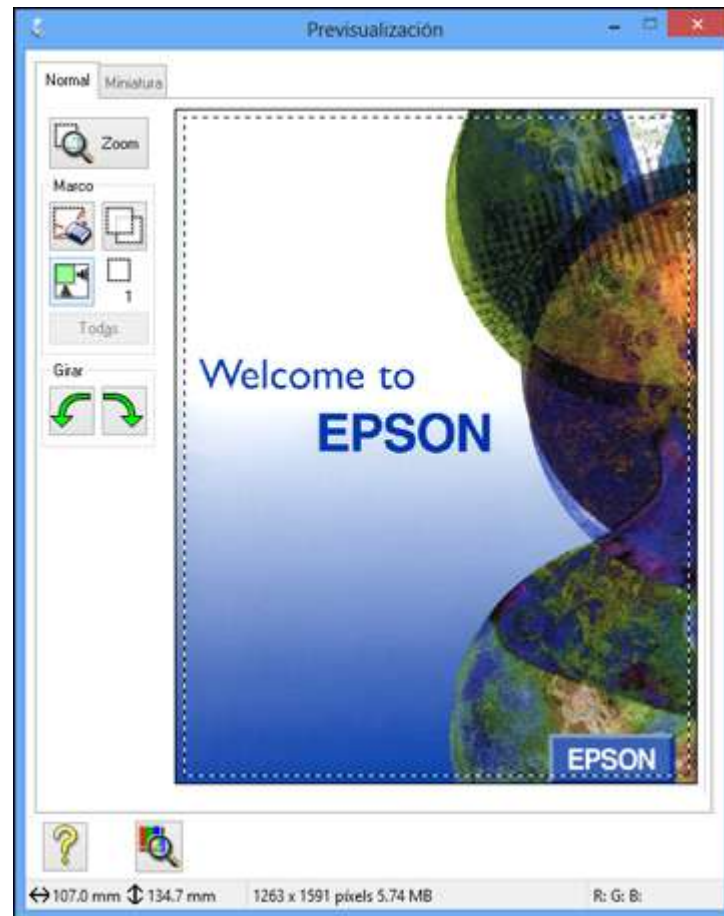 Previsualización
Normal Miniatura
Zoom
Marco
1
Todas
Girar
Welcome to
EPSON
EPSON
107.0 mm 134.7 mm 1263 x 1591 píxels 5.74 MB R: G: B: